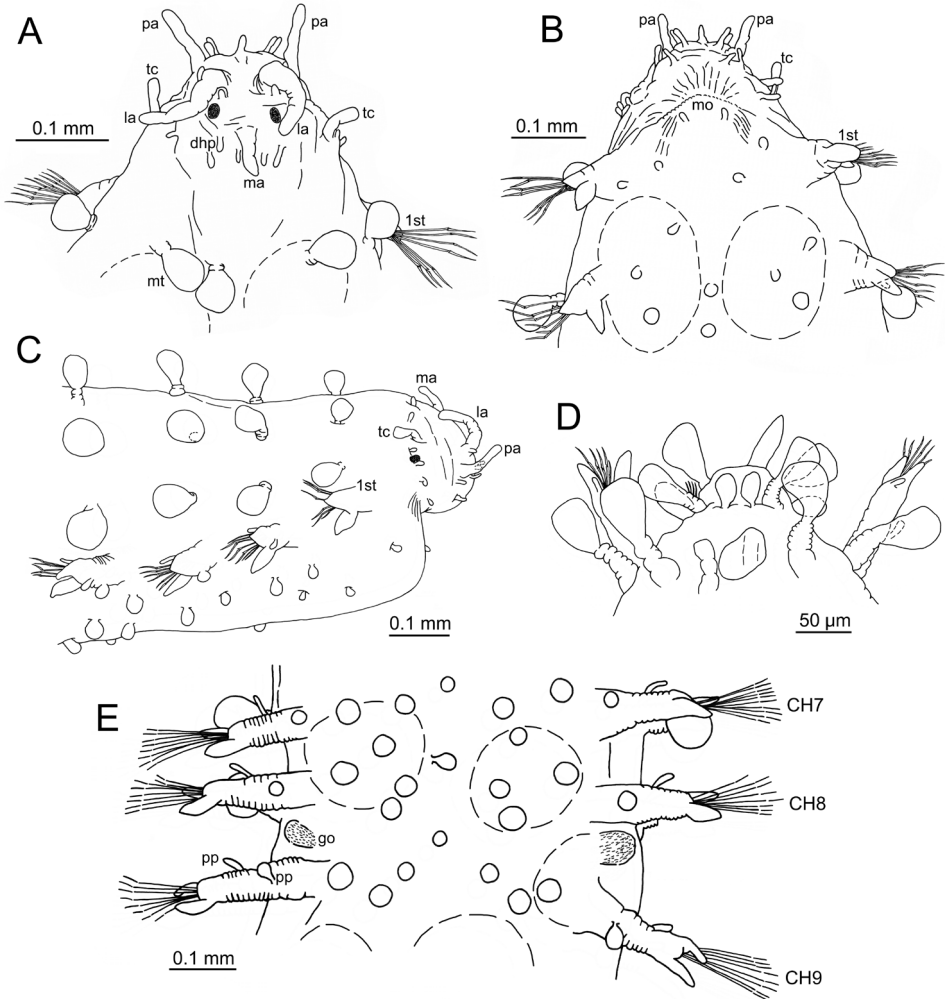 A
pa
pa
tc
la
la
tc
0.1 mm
dhp
ma
1st
mt
B
pa
pa
tc
mo
0.1 mm
1st
C
ma
la
tc
pa
1st
0.1 mm
D
50 µm
E
CH7
CH8
go
pp
pp
0.1 mm
CH9